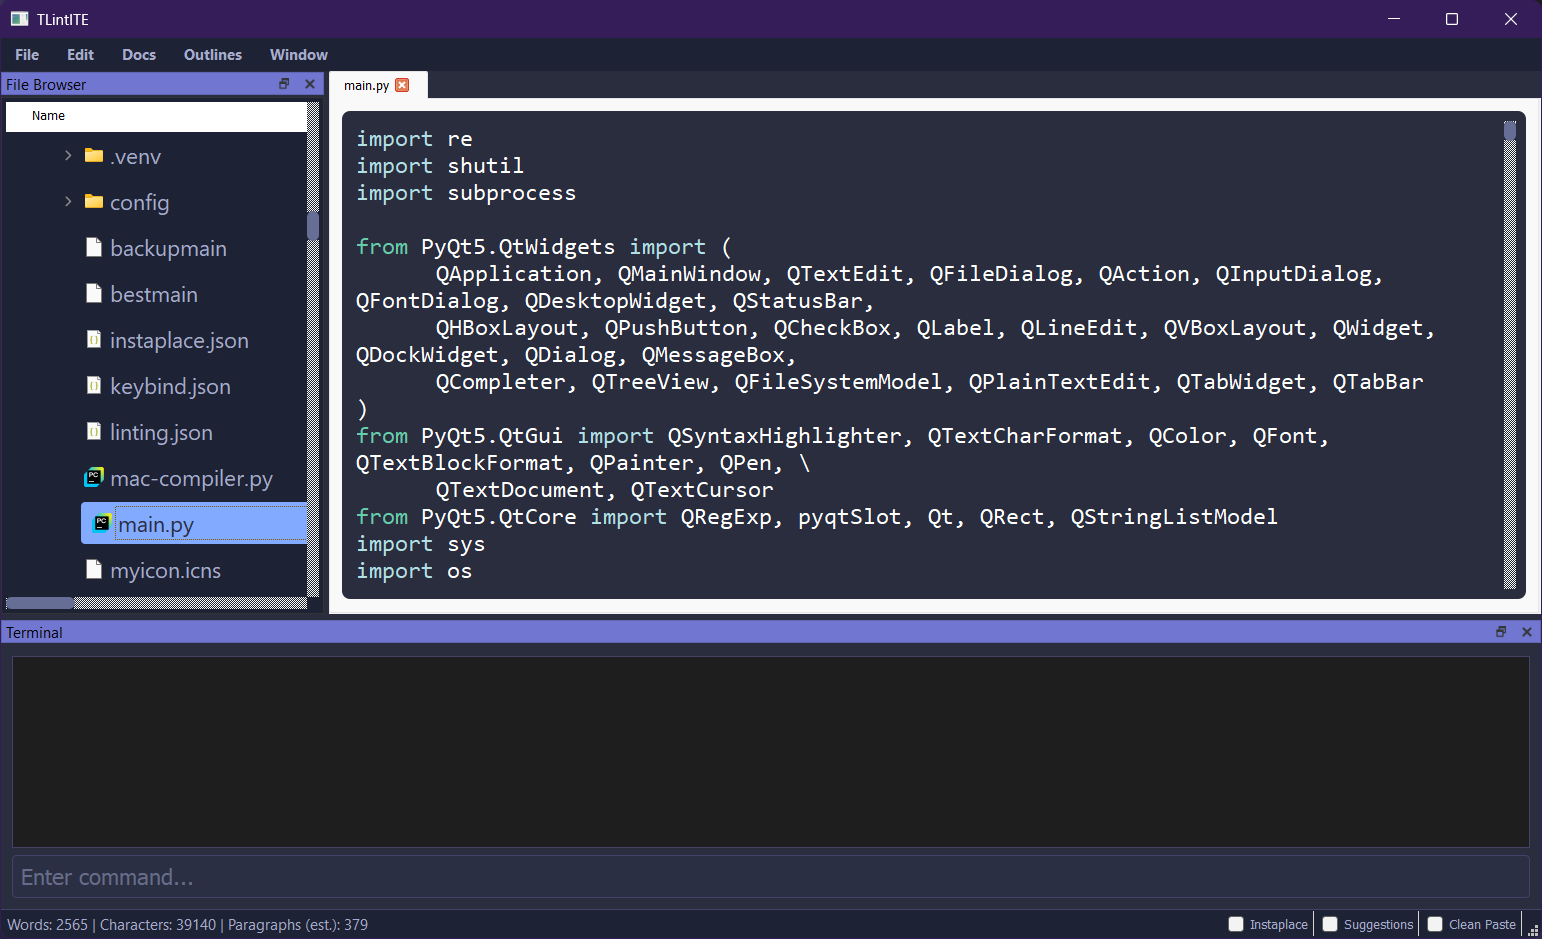 TLintITE
File Edit Docs Outlines Window
File Browser
Name
.venv
config
backupmain
bestmain
instaplace.json
keybind.json
linting.json
mac-compiler.py
main.py
myicon.icns
main.py
import re
import shutil
import subprocess
from PyQt5.QtWidgets import (
QApplication, QMainWindow, QTextEdit, QFileDialog, QAction, QInputDialog,
QFontDialog, QDesktopWidget, QStatusBar,
QHBoxLayout, QPushButton, QCheckBox, QLabel, QLineEdit, QVBoxLayout, QWidget,
QDockWidget, QDialog, QMessageBox,
QCompleter, QTreeView, QFileSystemModel, QPlainTextEdit, QTabWidget, QTabBar
)
from PyQt5.QtGui import QSyntaxHighlighter, QTextCharFormat, QColor, QFont,
QTextBlockFormat, QPainter, QPen, \
QTextDocument, QTextCursor
from PyQt5.QtCore import QRegExp, pyqtSlot, Qt, QRect, QStringListModel
import sys
import os
Terminal
Enter command...
Words: 2565 | Characters: 39140 | Paragraphs (est.): 379
Instaplace
Suggestions
Clean Paste